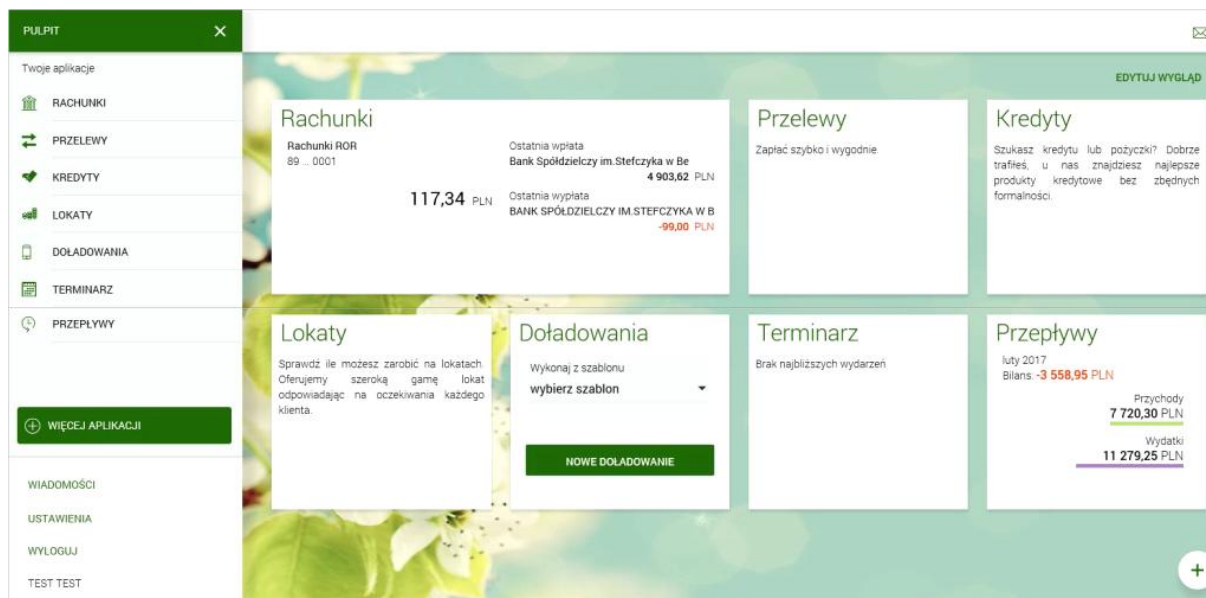 PULPIT
Twoje aplikacje
RACHUNKI
PRZELEWY
KREDYTY
LOKATY
DOŁADOWANIA
TERMINARZ
PRZEPŁYWY
WIĘCEJ APLIKACJI
WIADOMOŚCI
USTAWIENIA
WYLOGUJ
TEST TEST
EDYTUJ WYGLĄD
Rachunki
Rachunki ROR
89 ... 0001
117,34 PLN
Ostatnia wpłata
Bank Spółdzielczy im.Stefczyka w Be
4 903,62 PLN
Ostatnia wypłata
BANK SPÓŁDZIELCZY IM.STEFCZYKA W B
-99,00 PLN
Przelewy
Zapłać szybko i wygodnie
Kredyty
Szukasz kredytu lub pożyczki? Dobrze
trafiłeś, u nas znajdziesz najlepsze
produkty kredytowe bez zbędnych
formalności.
Lokaty
Sprawdź ile możesz zarobić na lokatach.
Oferujemy szeroką gamę lokat
odpowiadając na oczekiwania każdego
klienta.
Doładowania
Wykonaj z szablonu
wybierz szablon
NOWE DOŁADOWANIE
Terminarz
Brak najbliższych wydarzeń
Przepływy
luty 2017
Bilans: -3 558,95 PLN
Przychody
7 720,30 PLN
Wydatki
11 279,25 PLN